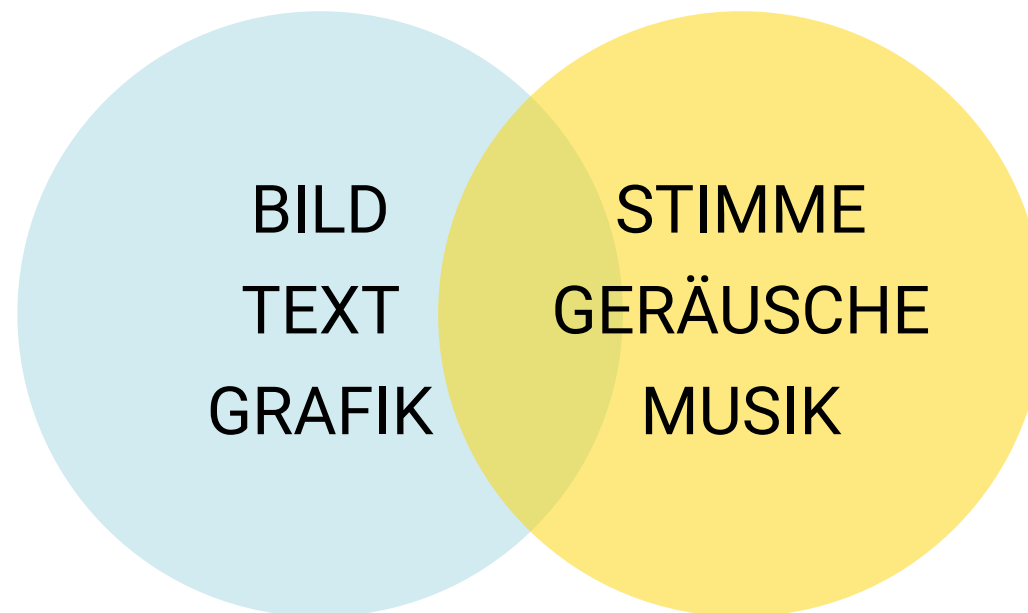 BILD
TEXT
GRAFIK
STIMME
GERÄUSCHE
MUSIK